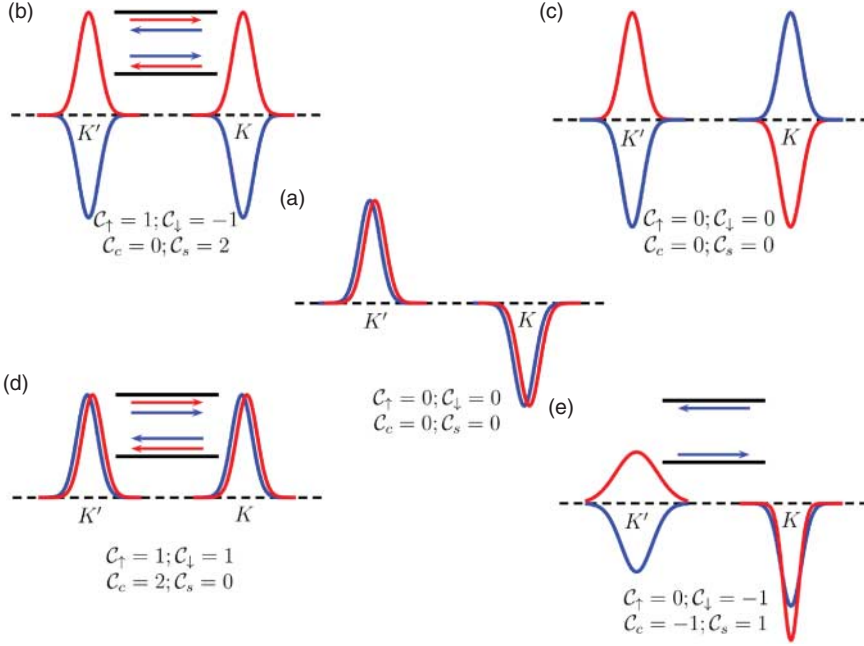 (b)
K′
K
𝒞↑ = 1; 𝒞↓ = −1
𝒞c = 0; 𝒞s = 2
(c)
K′
K
𝒞↑ = 0; 𝒞↓ = 0
𝒞c = 0; 𝒞s = 0
(a)
K′
K
𝒞↑ = 0; 𝒞↓ = 0
𝒞c = 0; 𝒞s = 0
(d)
K′
K
𝒞↑ = 1; 𝒞↓ = 1
𝒞c = 2; 𝒞s = 0
(e)
K′
K
𝒞↑ = 0; 𝒞↓ = −1
𝒞c = −1; 𝒞s = 1